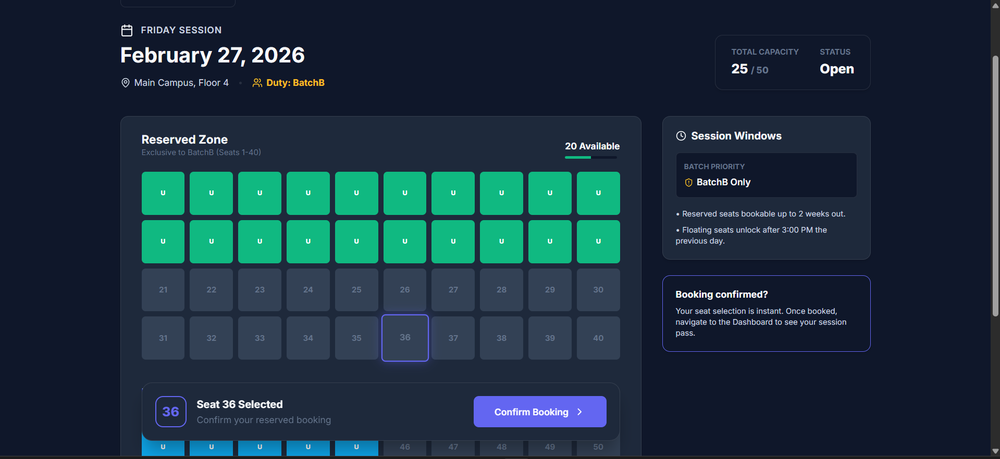 FRIDAY SESSION
February 27, 2026
Main Campus, Floor 4 • Duty: BatchB
TOTAL CAPACITY
25 / 50
STATUS
Open
Reserved Zone
Exclusive to BatchB (Seats 1-40)
20 Available
U U U U U U U U U U
U U U U U U U U U U
21 22 23 24 25 26 27 28 29 30
31 32 33 34 35 36 37 38 39 40
36
Seat 36 Selected
Confirm your reserved booking
Confirm Booking
U U U U U 46 47 48 49 50
Session Windows
BATCH PRIORITY
BatchB Only
• Reserved seats bookable up to 2 weeks out.
• Floating seats unlock after 3:00 PM the
previous day.
Booking confirmed?
Your seat selection is instant. Once booked,
navigate to the Dashboard to see your session
pass.